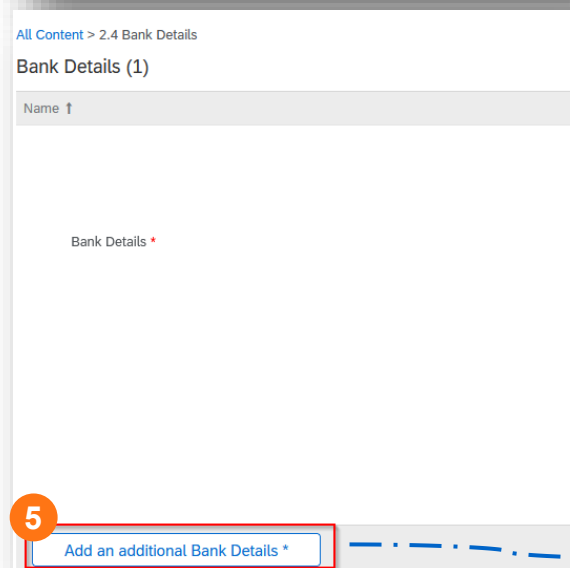 All Content > 2.4 Bank Details
Bank Details (1)
Name ↑
Bank Details *
5
Add an additional Bank Details *